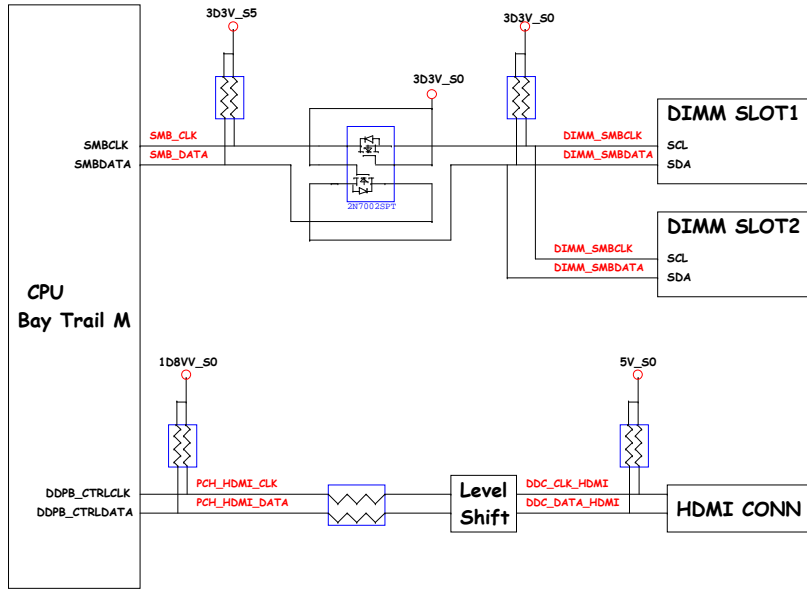 3D3V_S5
3D3V_S0
3D3V_S0
DIMM SLOT1
SMBCLK
SMB_CLK
DIMM_SMBCLK
SCL
SMBDATA
SMB_DATA
DIMM_SMBDATA
SDA
2N7002SPT
DIMM SLOT2
DIMM_SMBCLK
SCL
DIMM_SMBDATA
SDA
CPU
Bay Trail M
1D8VV_S0
5V_S0
DDPB_CTRLCLK
PCH_HDMI_CLK
DDPB_CTRLDATA
PCH_HDMI_DATA
Level
Shift
DDC_CLK_HDMI
DDC_DATA_HDMI
HDMI CONN